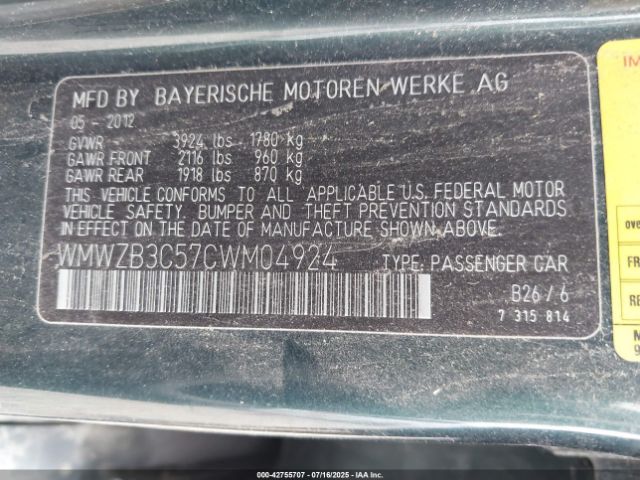 MFD BY BAYERISCHE MOTOREN WERKE AG
05 - 2012
GVWR 3924 lbs 1780 kg
GAWR FRONT 2116 lbs 960 kg
GAWR REAR 1918 lbs 870 kg
THIS VEHICLE CONFORMS TO ALL APPLICABLE U.S. FEDERAL MOTOR
VEHICLE SAFETY, BUMPER AND THEFT PREVENTION STANDARDS
IN EFFECT ON THE DATE OF MANUFACTURE SHOWN ABOVE.
WMWZB3C57CWM04924 TYPE: PASSENGER CAR
B26 / 6
7 315 814
IM
ove
F
RE
000-42755707 - 07/16/2025 - IAA Inc.